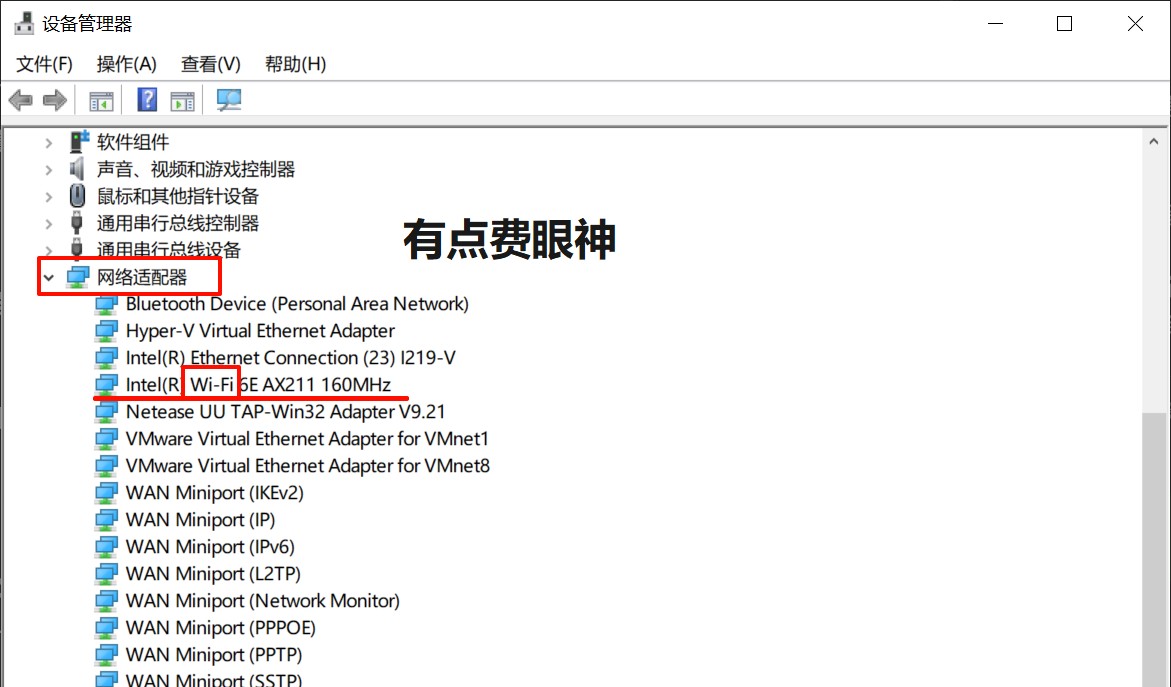 设备管理器
文件(F) 操作(A) 查看(V) 帮助(H)
软件组件
声音、视频和游戏控制器
鼠标和其他指针设备
通用串行总线控制器
有点费眼神
通用串行总线设备
网络适配器
Bluetooth Device (Personal Area Network)
Hyper-V Virtual Ethernet Adapter
Intel(R) Ethernet Connection (23) I219-V
Intel(R) Wi-Fi 6E AX211 160MHz
Netease UU TAP-Win32 Adapter V9.21
VMware Virtual Ethernet Adapter for VMnet1
VMware Virtual Ethernet Adapter for VMnet8
WAN Miniport (IKEv2)
WAN Miniport (IP)
WAN Miniport (IPv6)
WAN Miniport (L2TP)
WAN Miniport (Network Monitor)
WAN Miniport (PPPOE)
WAN Miniport (PPTP)
WAN Miniport (SSTP)